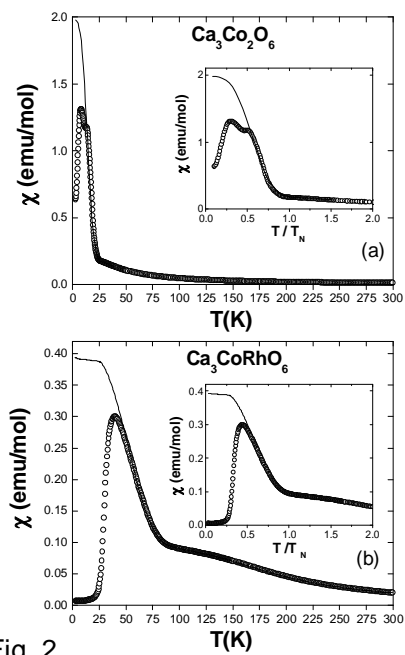 Ca3Co2O6
2.0
1.5
1.0
0.5
0.0
χ (emu/mol)
0 25 50 75 100 125 150 175 200 225 250 275 300
T(K)
2
1
0
χ (emu/mol)
0.0 0.5 1.0 1.5 2.0
T / TN
(a)
Ca3CoRhO6
0.40
0.35
0.30
0.25
0.20
0.15
0.10
0.05
0.00
χ (emu/mol)
0 25 50 75 100 125 150 175 200 225 250 275 300
T(K)
0.4
0.2
0.0
χ (emu/mol)
0.0 0.5 1.0 1.5 2.0
T /TN
(b)
Fig. 2